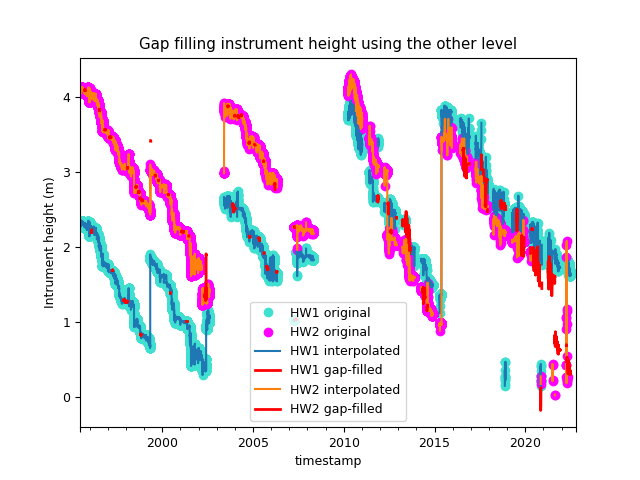 Gap filling instrument height using the other level
Intrument height (m)
4
3
2
1
0
HW1 original
HW2 original
HW1 interpolated
HW1 gap-filled
HW2 interpolated
HW2 gap-filled
2000
2005
2010
2015
2020
timestamp